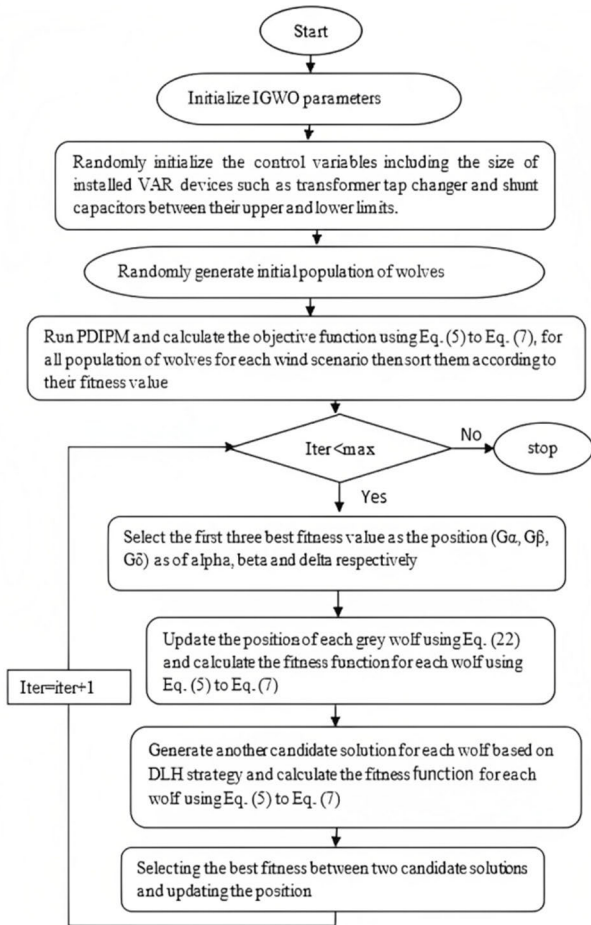 Start
Initialize IGWO parameters
Randomly initialize the control variables including the size of
installed VAR devices such as transformer tap changer and shunt
capacitors between their upper and lower limits.
Randomly generate initial population of wolves
Run PDIPM and calculate the objective function using Eq. (5) to Eq. (7), for
all population of wolves for each wind scenario then sort them according to
their fitness value
Iter<max
No
stop
Yes
Select the first three best fitness value as the position (Gα, Gβ,
Gδ) as of alpha, beta and delta respectively
Update the position of each grey wolf using Eq. (22)
and calculate the fitness function for each wolf using
Eq. (5) to Eq. (7)
Iter=iter+1
Generate another candidate solution for each wolf based on
DLH strategy and calculate the fitness function for each
wolf using Eq. (5) to Eq. (7)
Selecting the best fitness between two candidate solutions
and updating the position